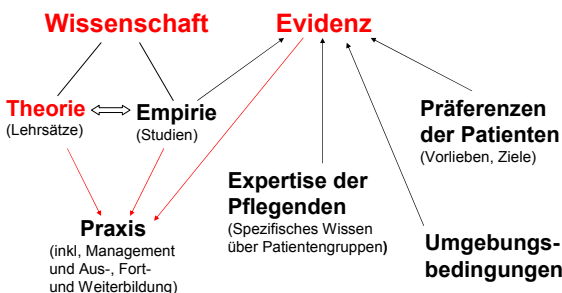 Wissenschaft
Evidenz
Theorie
(Lehrsätze)
Empirie
(Studien)
Präferenzen
der Patienten
(Vorlieben, Ziele)
Expertise der
Pflegenden
(Spezifisches Wissen
über Patientengruppen)
Praxis
(inkl, Management
und Aus-, Fort-
und Weiterbildung)
Umgebungs-
bedingungen